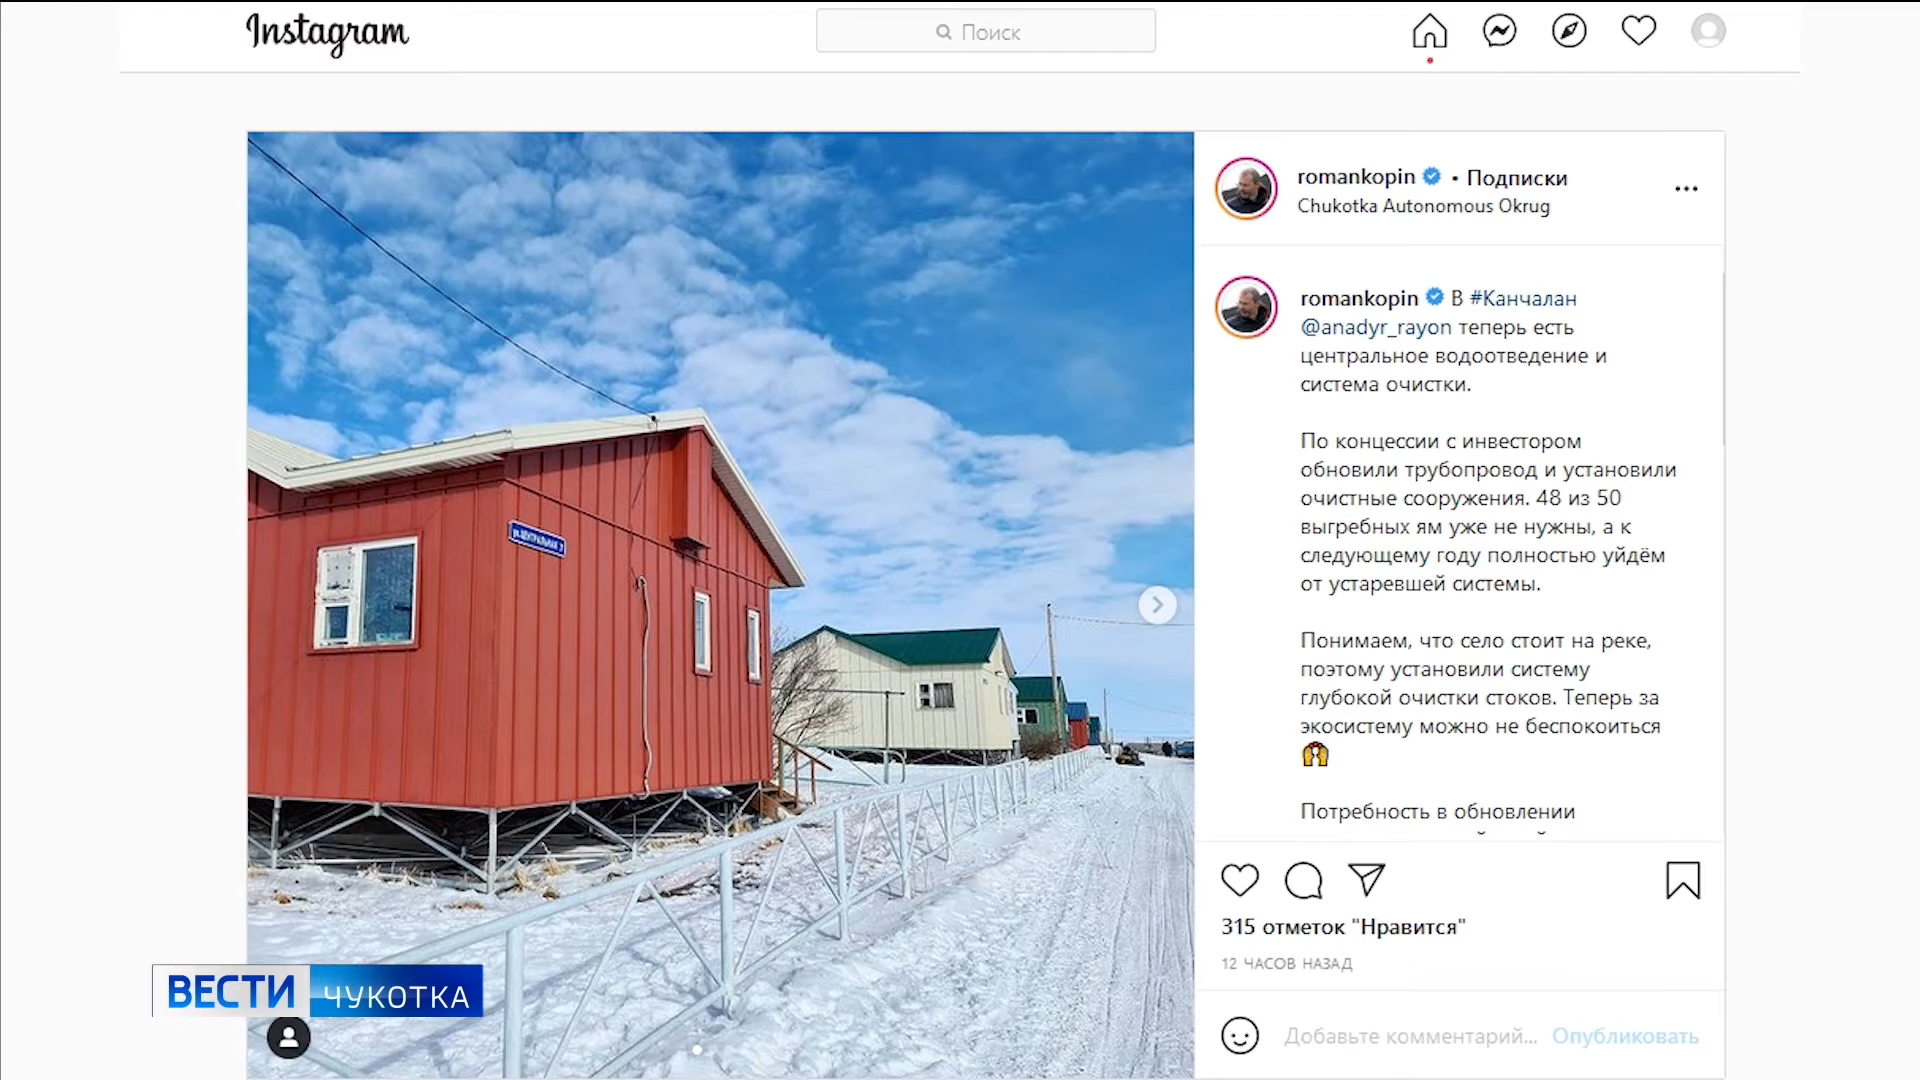 Instagram
Поиск
romankopin • Подписки
Chukotka Autonomous Okrug
romankopin В #Канчалан
@anadyr_rayon теперь есть
центральное водоотведение и
система очистки.
По концессии с инвестором
обновили трубопровод и установили
очистные сооружения. 48 из 50
выгребных ям уже не нужны, а к
следующему году полностью уйдём
от устаревшей системы.
Понимаем, что село стоит на реке,
поэтому установили систему
глубокой очистки стоков. Теперь за
экосистему можно не беспокоиться
Потребность в обновлении
315 отметок "Нравится"
12 ЧАСОВ НАЗАД
Добавьте комментарий... Опубликовать
ул. ЦЕНТРАЛЬНАЯ
ВЕСТИ ЧУКОТКА